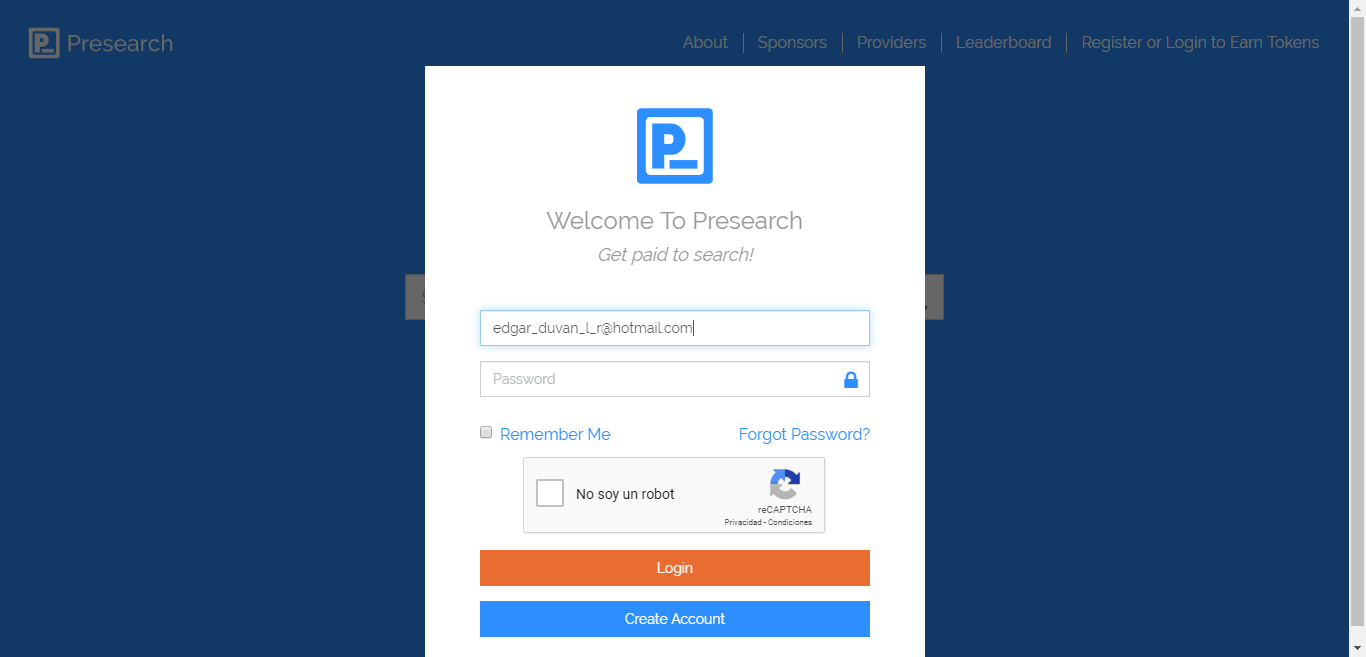 Presearch
About
Sponsors
Providers
Leaderboard
Register or Login to Earn Tokens
Welcome To Presearch
Get paid to search!
edgar_duvan_l_r@hotmail.com
Password
Remember Me
Forgot Password?
No soy un robot
reCAPTCHA
Privacidad - Condiciones
Login
Create Account